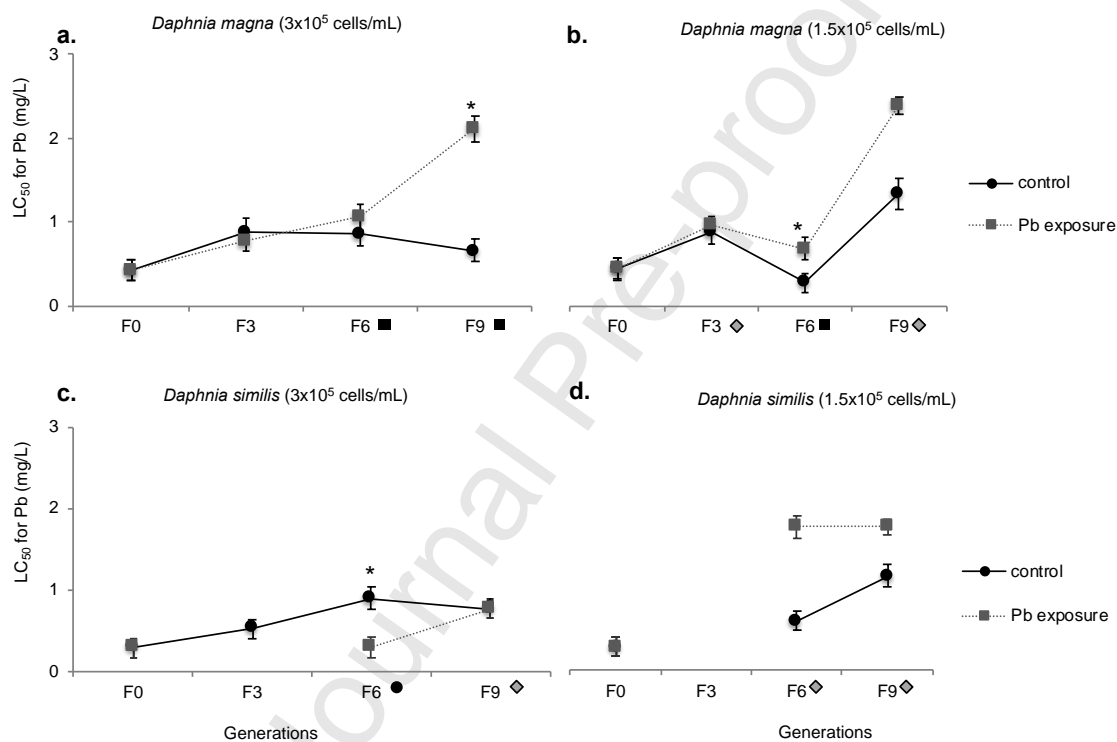 a. Daphnia magna (3x10⁵ cells/mL)
b. Daphnia magna (1.5x10⁵ cells/mL)
LC₅₀ for Pb (mg/L)
3
2
1
0
*
F0 F3 F6 F9
*
F0 F3 F6 F9
control
Pb exposure
c. Daphnia similis (3x10⁵ cells/mL)
d. Daphnia similis (1.5x10⁵ cells/mL)
LC₅₀ for Pb (mg/L)
3
2
1
0
*
F0 F3 F6 F9
F0 F3 F6 F9
control
Pb exposure
Generations
Generations
Journal Pre-proof